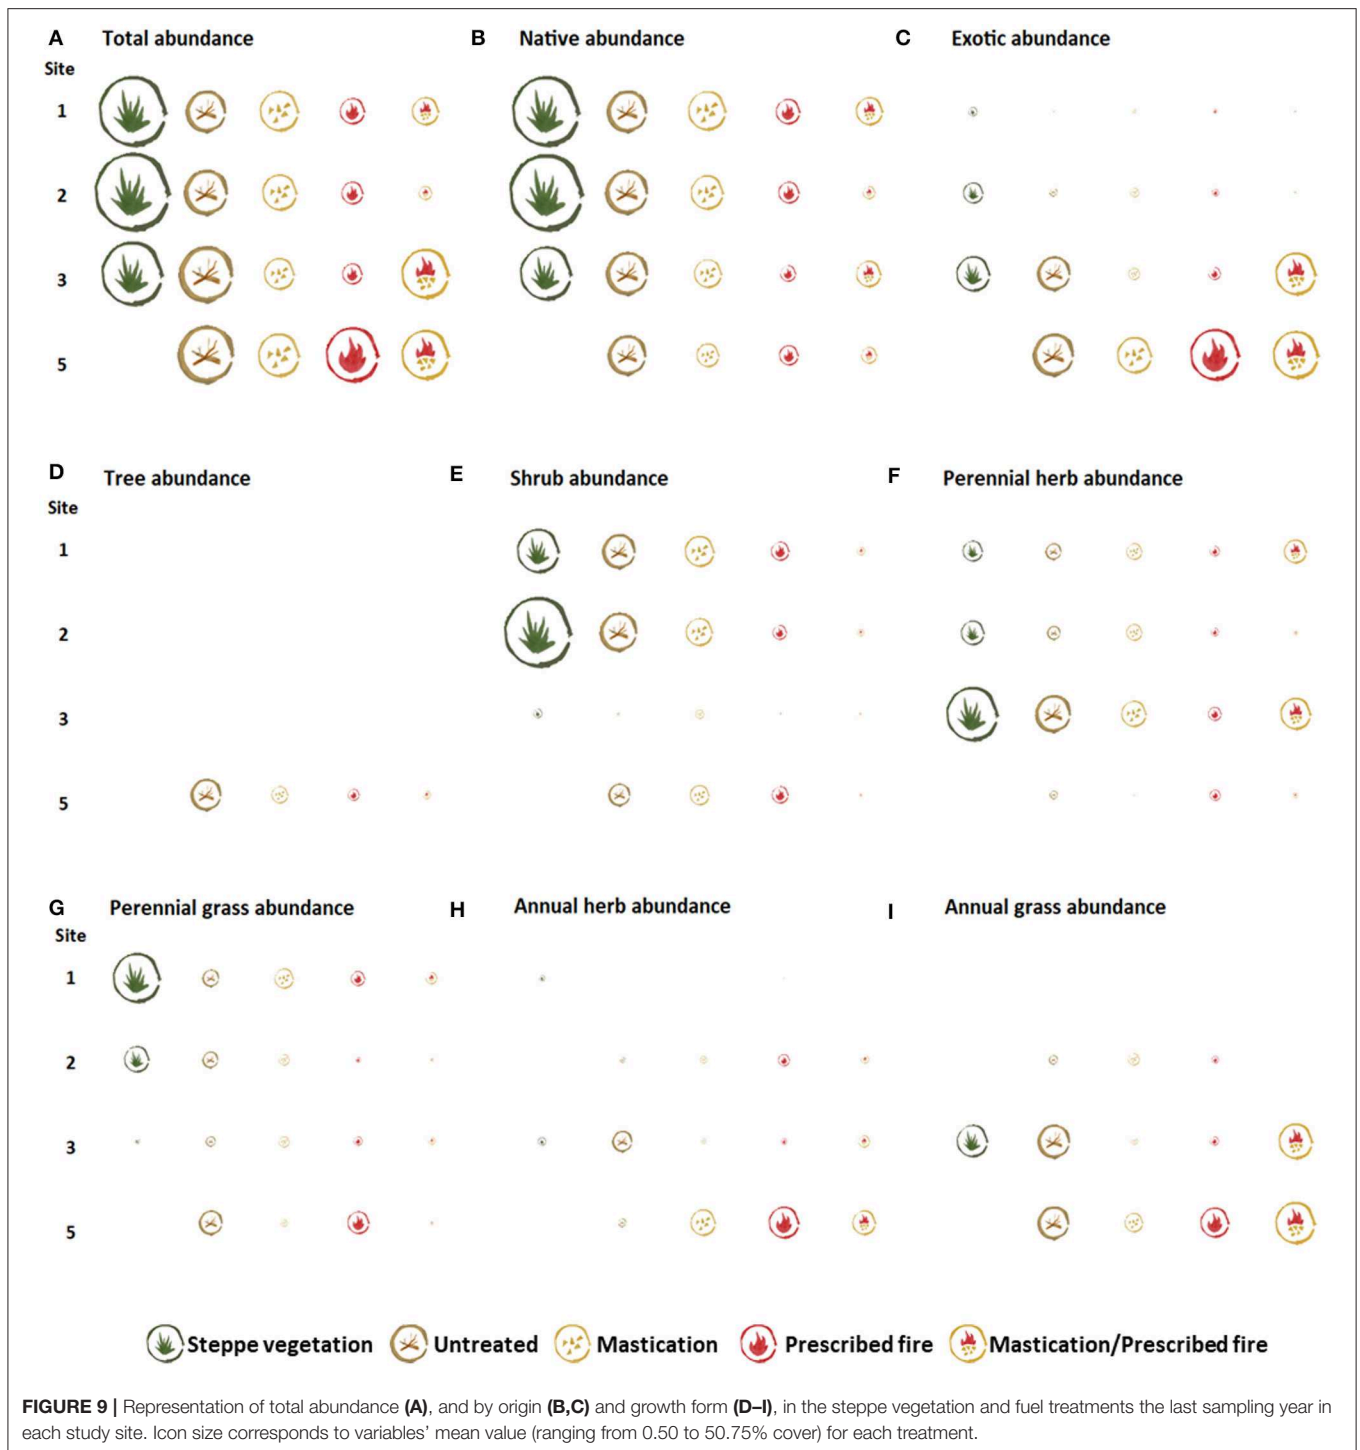 A Total abundance B Native abundance C Exotic abundance
Site
1
2
3
5
D Tree abundance E Shrub abundance F Perennial herb abundance
Site
1
2
3
5
G Perennial grass abundance H Annual herb abundance I Annual grass abundance
Site
1
2
3
5
Steppe vegetation Untreated Mastication Prescribed fire Mastication/Prescribed fire
FIGURE 9 | Representation of total abundance (A), and by origin (B,C) and growth form (D–I), in the steppe vegetation and fuel treatments the last sampling year in
each study site. Icon size corresponds to variables' mean value (ranging from 0.50 to 50.75% cover) for each treatment.